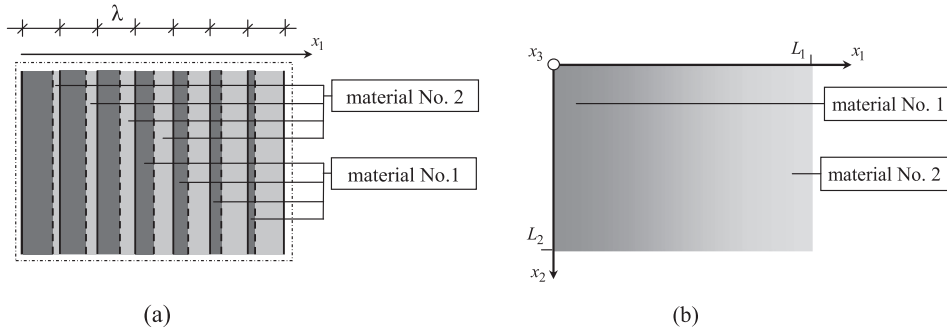 λ
x₁
material No. 2
material No.1
(a)
x₃
L₁
x₁
material No. 1
material No. 2
L₂
x₂
(b)